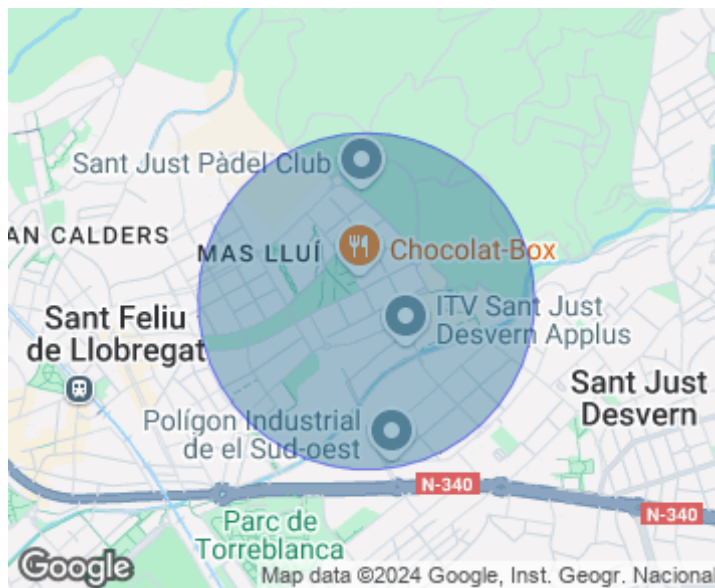 Sant Just Pàdel Club
AN CALDERS
MAS LLUÍ
Chocolat-Box
ITV Sant Just
Desvern Applus
Sant Feliu
de Llobregat
Sant Just
Desvern
Polígon Industrial
de el Sud-oest
N-340
N-340
Parc de
Torreblanca
Google
Map data ©2024 Google, Inst. Geogr. Nacional